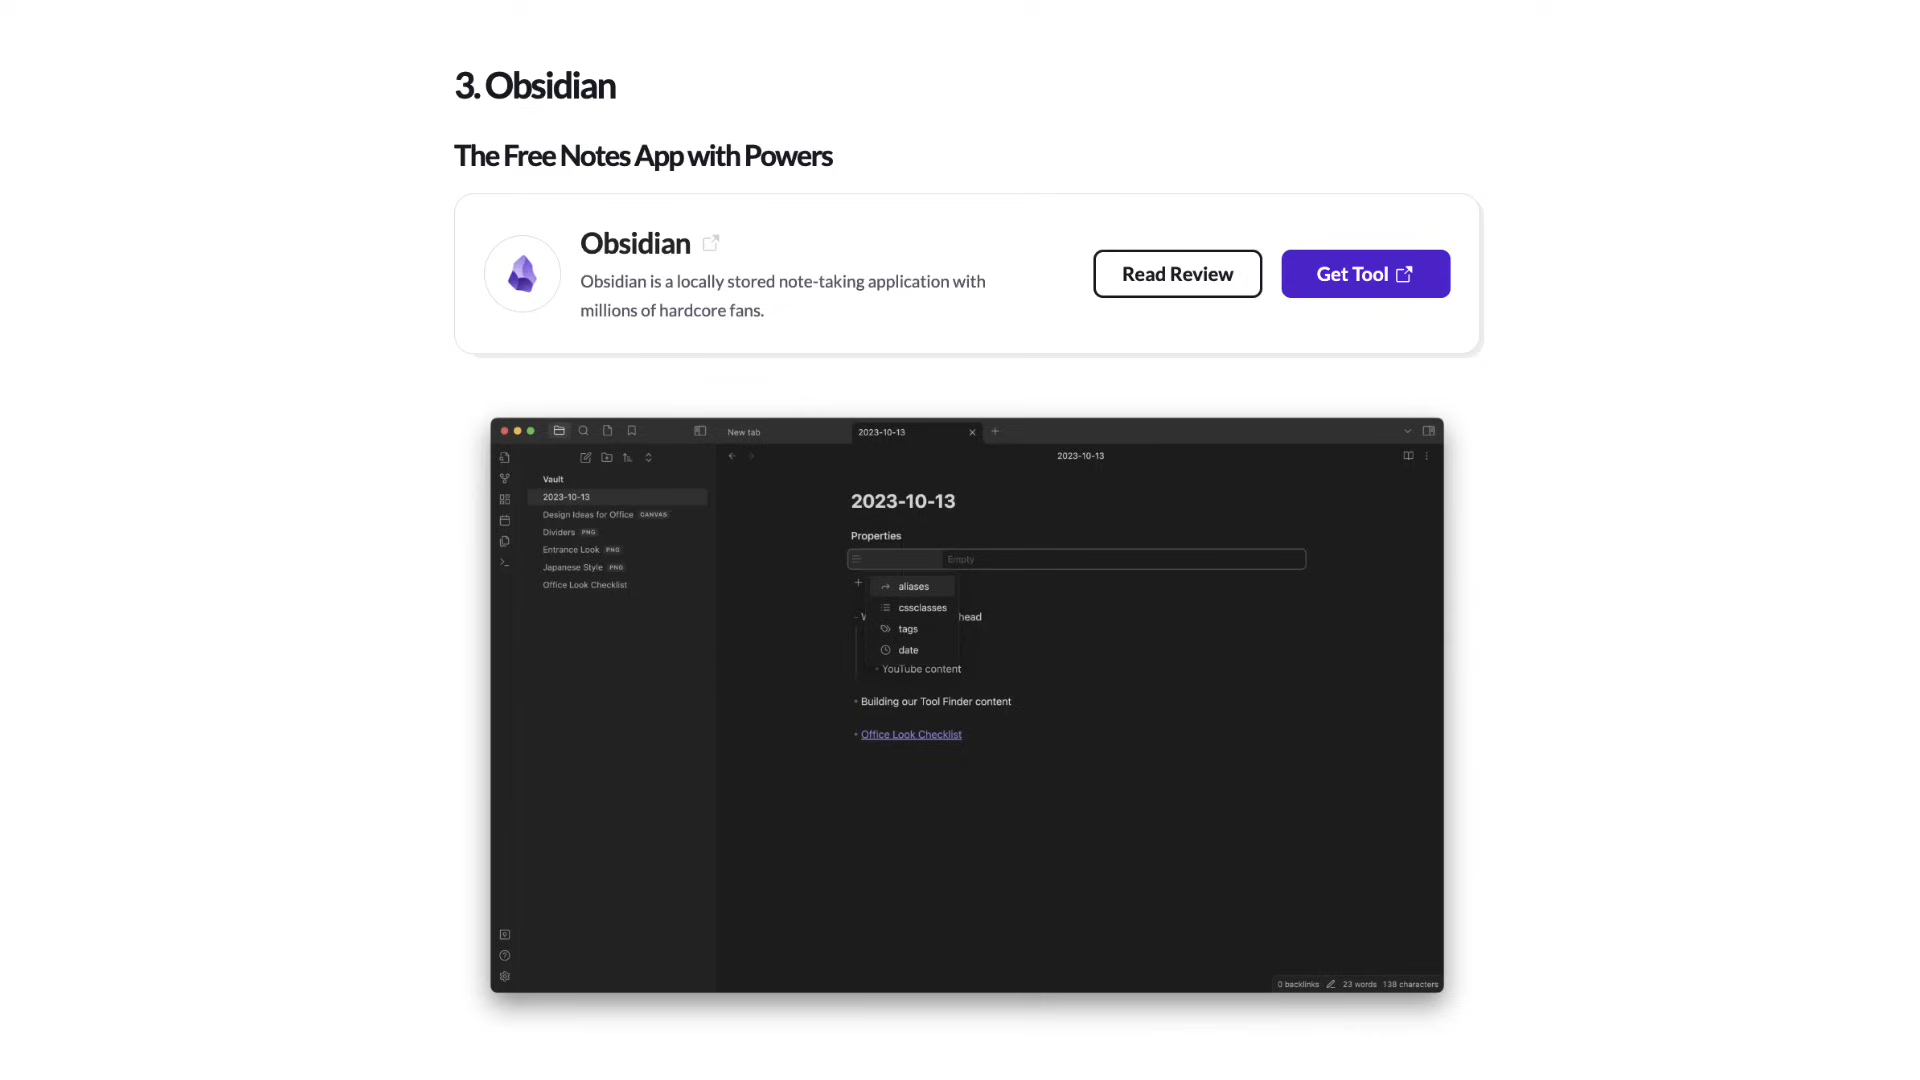 3. Obsidian
The Free Notes App with Powers
Obsidian
Obsidian is a locally stored note-taking application with
millions of hardcore fans.
Read Review
Get Tool
New tab
2023-10-13
2023-10-13
Vault
2023-10-13
Design Ideas for Office CANVAS
Dividers PNG
Entrance Look PNG
Japanese Style PNG
Office Look Checklist
2023-10-13
Properties
Empty
aliases
cssclasses
head
tags
date
YouTube content
Building our Tool Finder content
Office Look Checklist
0 backlinks 23 words 138 characters